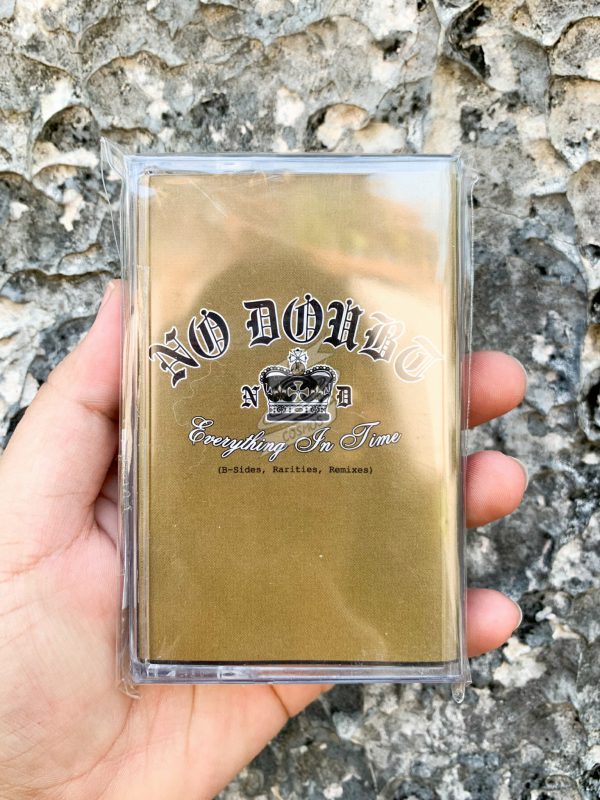 NO DOUBT
N D
Everything In Time
(B-Sides, Rarities, Remixes)